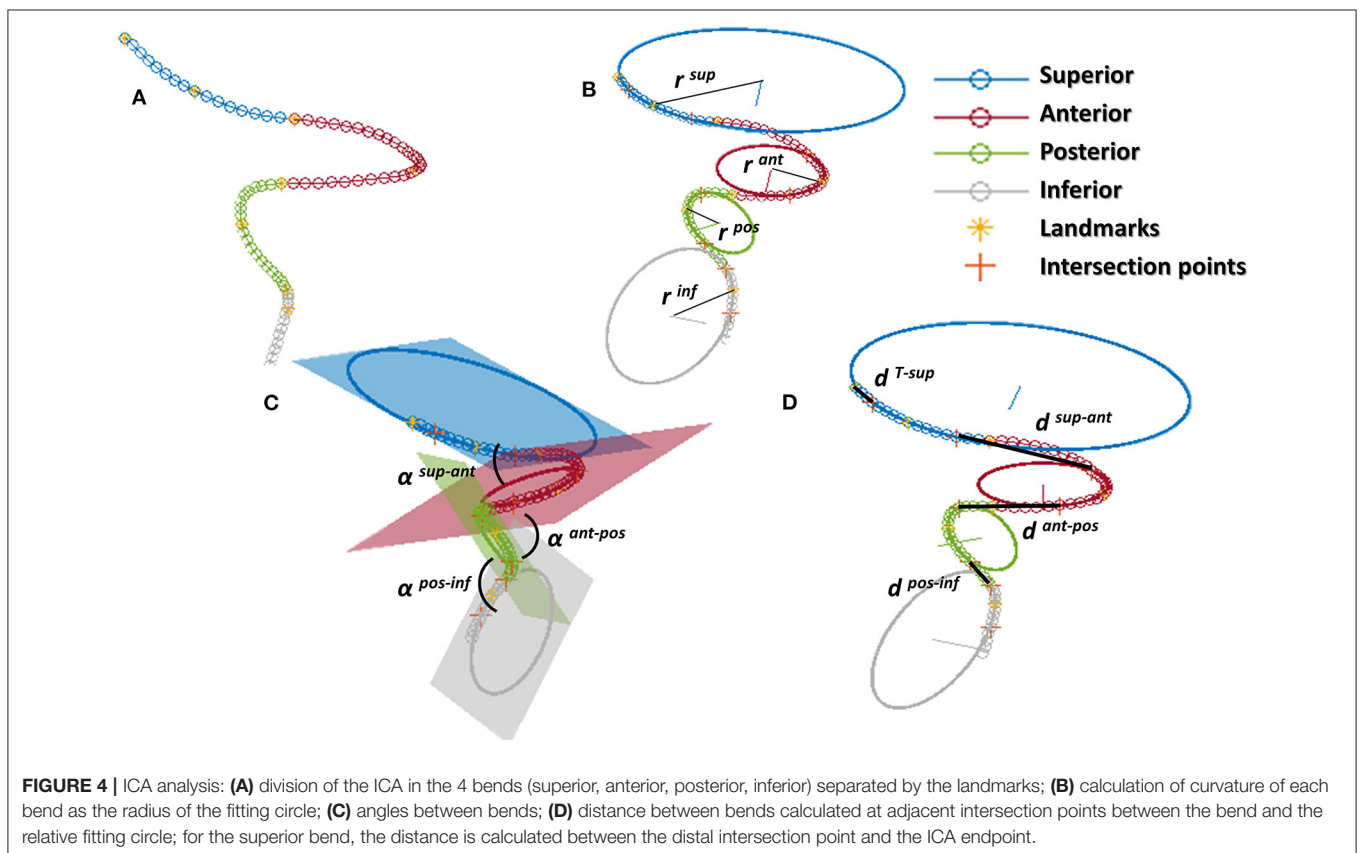 A
B
r sup
r ant
r pos
r inf
Superior
Anterior
Posterior
Inferior
Landmarks
Intersection points
C
α sup-ant
α ant-pos
α pos-inf
D
d T-sup
d sup-ant
d ant-pos
d pos-inf
FIGURE 4 | ICA analysis: (A) division of the ICA in the 4 bends (superior, anterior, posterior, inferior) separated by the landmarks; (B) calculation of curvature of each
bend as the radius of the fitting circle; (C) angles between bends; (D) distance between bends calculated at adjacent intersection points between the bend and the
relative fitting circle; for the superior bend, the distance is calculated between the distal intersection point and the ICA endpoint.